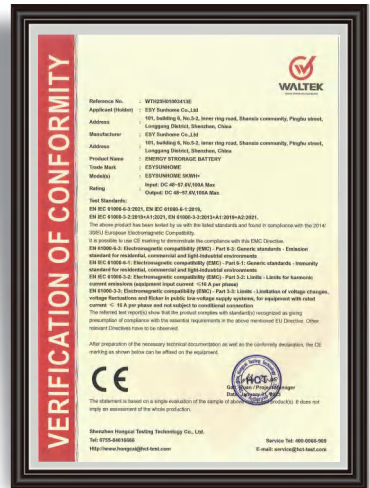 VERIFICATION OF CONFORMITY
WALTEK
Reference No. :
Applicant (Holder) : ESY Sunhome Co.,Ltd
Address : 101, building 6, No.5-2, inner ring road, Shanxia community, Pinghu street,
Longgang District, Shenzhen, China
Manufacturer : ESY Sunhome Co.,Ltd
Address : 101, building 6, No.5-2, inner ring road, Shanxia community, Pinghu street,
Longgang District, Shenzhen, China
Product Name : ENERGY STRORAGE BATTERY
Trade Mark : ESYSUNHOME
Model(s) : ESYSUNHOME 5KWH+
Rating : Input: DC 48~57.6V,100A Max
Output: DC 48~57.6V,100A Max
Test Standards:
EN IEC 61000-6-3:2021, EN IEC 61000-6-1:2019,
EN IEC 61000-3-2:2019+A1:2021, EN 61000-3-3:2013+A1:2019+A2:2021.
The above product has been tested by us with the listed standards and found in compliance with the 2014/
30/EU European Electromagnetic Compatibility.
It is possible to use CE marking to demonstrate the compliance with this EMC Directive.
EN 61000-6-3: Electromagnetic compatibility (EMC) - Part 6-3: Generic standards - Emission
standard for residential, commercial and light-industrial environments
EN IEC 61000-6-1: Electromagnetic compatibility (EMC) - Part 6-1: Generic standards - Immunity
standard for residential, commercial and light-industrial environments
EN IEC 61000-3-2: Electromagnetic compatibility (EMC) - Part 3-2: Limits - Limits for harmonic
current emissions (equipment input current ≤16 A per phase)
EN 61000-3-3: Electromagnetic compatibility (EMC) - Part 3-3: Limits - Limitation of voltage changes,
voltage fluctuations and flicker in public low-voltage supply systems, for equipment with rated
current ≤ 16 A per phase and not subject to conditional connection
The referred test report(s) show that the product complies with standard(s) recognized as giving
presumption of compliance with the essential requirements in the above mentioned EU Directive. Other
relevant Directives have to be observed.
After preparation of the necessary technical documentation as well as the conformity declaration, the CE
marking as shown below can be affixed on the equipment.
CE
HCT
/ Project Manager
Date: January
The statement is based on a single evaluation of the sample of above product(s). It does not
imply an assessment of the whole production.
Shenzhen Hongcai Testing Technology Co., Ltd.
Tel: 0755-84616666
Service Tel: 400-0066-989
E-mail: service@hct-test.com